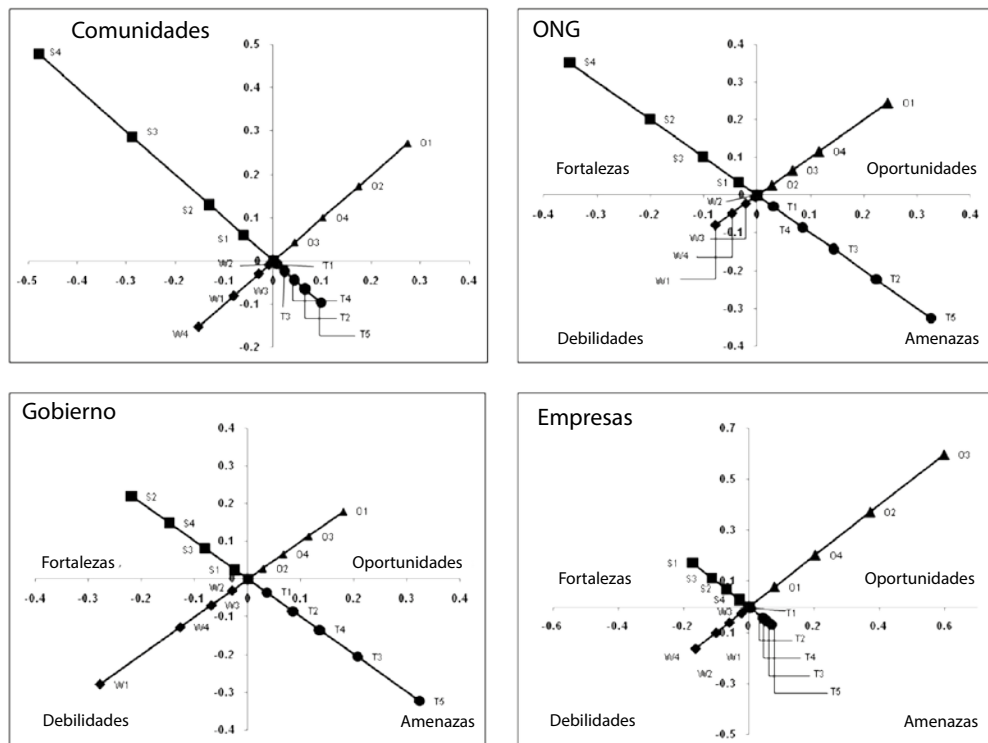 Comunidades
0.5
S4
0.4
0.3
S3
O1
0.2
O2
S2
0.1
O4
S1
O3
W2
0
T1
-0.5
-0.4
-0.3
-0.2
-0.1
0
0.1
0.2
0.3
0.4
W1
W3
-0.1
T3
T4
W4
T2
-0.2
T5
ONG
0.4
S4
0.3
O1
0.2
S2
O4
0.1
S3
Fortalezas
O3
Oportunidades
S1
O2
0
-0.4
-0.3
-0.2
-0.1
0
0.1
0.2
0.3
0.4
W2
T1
T4
W3
-0.1
W4
T3
W1
-0.2
T2
-0.3
T5
Debilidades
-0.4
Amenazas
Gobierno
0.4
0.3
S2
0.2
O1
S4
O3
0.1
S3
O4
Fortalezas
Oportunidades
S1
O2
0
-0.4
-0.3
-0.2
-0.1
0
0.1
0.2
0.3
0.4
W2
T1
W3
T2
-0.1
W4
T4
-0.2
T3
W1
-0.3
T5
Debilidades
-0.4
Amenazas
Empresas
0.7
O3
0.5
O2
0.3
S1
O4
S3
Fortalezas
Oportunidades
S2
0.1
O1
S4
-0.6
-0.4
-0.2
0
0.2
0.4
0.6
W3
T1
-0.1
T2
W4
W1
T4
W2
T3
-0.3
T5
-0.5
Debilidades
Amenazas